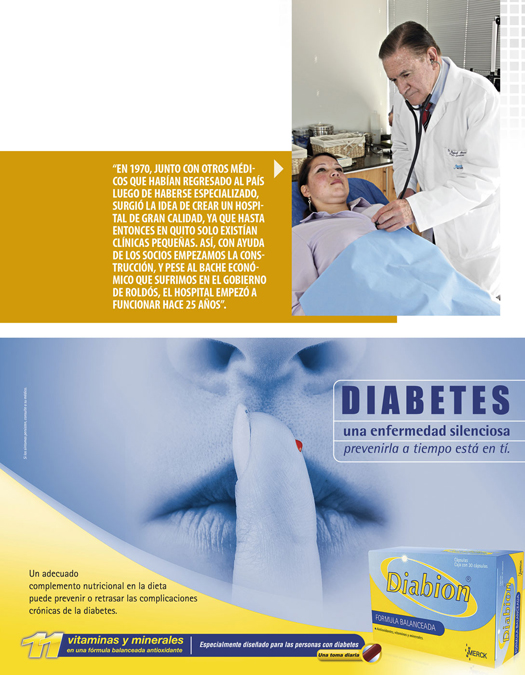 “EN 1970, JUNTO CON OTROS MÉDI-
COS QUE HABÍAN REGRESADO AL PAÍS
LUEGO DE HABERSE ESPECIALIZADO,
SURGIÓ LA IDEA DE CREAR UN HOSPI-
TAL DE GRAN CALIDAD, YA QUE HASTA
ENTONCES EN QUITO SOLO EXISTÍAN
CLÍNICAS PEQUEÑAS. ASÍ, CON AYUDA
DE LOS SOCIOS EMPEZAMOS LA CONS-
TRUCCIÓN, Y PESE AL BACHE ECONÓ-
MICO QUE SUFRIMOS EN EL GOBIERNO
DE ROLDÓS, EL HOSPITAL EMPEZÓ A
FUNCIONAR HACE 25 AÑOS”.
DIABETES
una enfermedad silenciosa
prevenirla a tiempo está en tí.
Un adecuado
complemento nutricional en la dieta
puede prevenir o retrasar las complicaciones
crónicas de la diabetes.
Diabion®
FÓRMULA BALANCEADA
MERCK
Diabion
11 vitaminas y minerales
en una fórmula balanceada antioxidante
Especialmente diseñado para las personas con diabetes
Una toma diaria